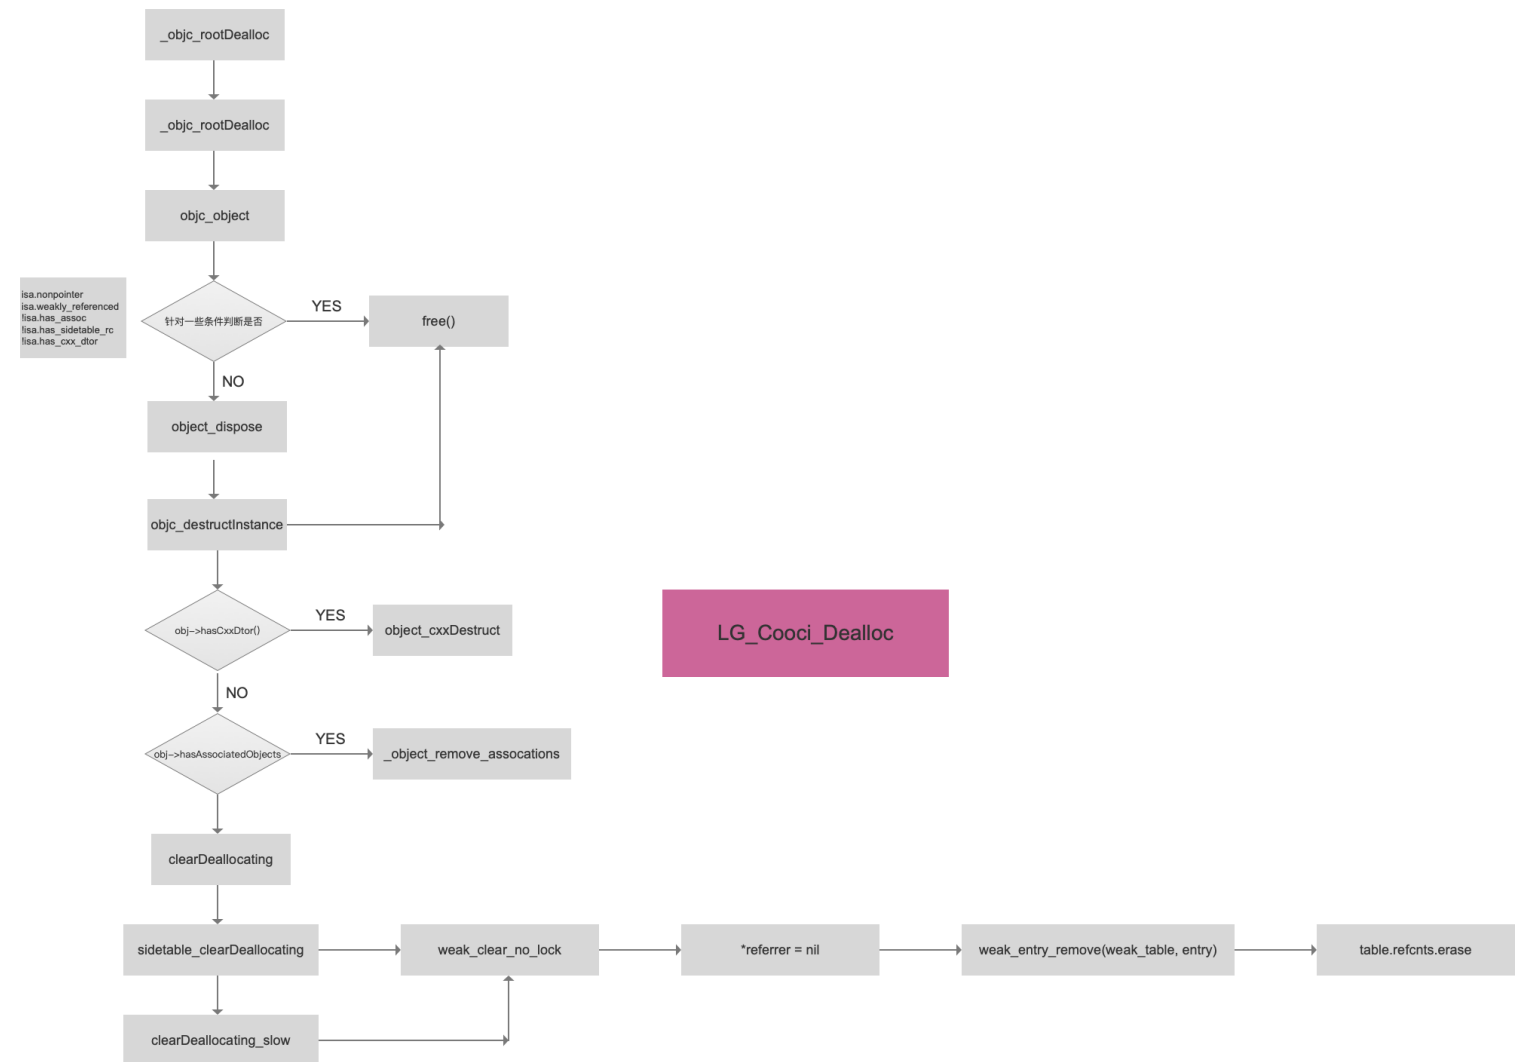 _objc_rootDealloc
_objc_rootDealloc
objc_object
isa.nonpointer
isa.weakly_referenced
!isa.has_assoc
!isa.has_sidetable_rc
!isa.has_cxx_dtor
针对一些条件判断是否
YES
free()
NO
object_dispose
objc_destructInstance
obj->hasCxxDtor()
YES
object_cxxDestruct
LG_Cooci_Dealloc
NO
obj->hasAssociatedObjects
YES
_object_remove_assocations
clearDeallocating
sidetable_clearDeallocating
weak_clear_no_lock
*referrer = nil
weak_entry_remove(weak_table, entry)
table.refcnts.erase
clearDeallocating_slow